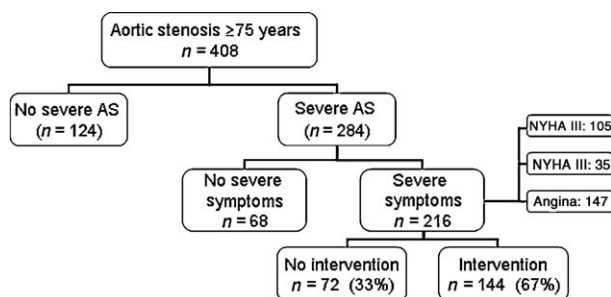 Aortic stenosis ≥75 years
n = 408
No severe AS
(n = 124)
Severe AS
(n = 284)
NYHA III: 105
NYHA III: 35
Angina: 147
No severe
symptoms
n = 68
Severe
symptoms
n = 216
No intervention
n = 72 (33%)
Intervention
n = 144 (67%)